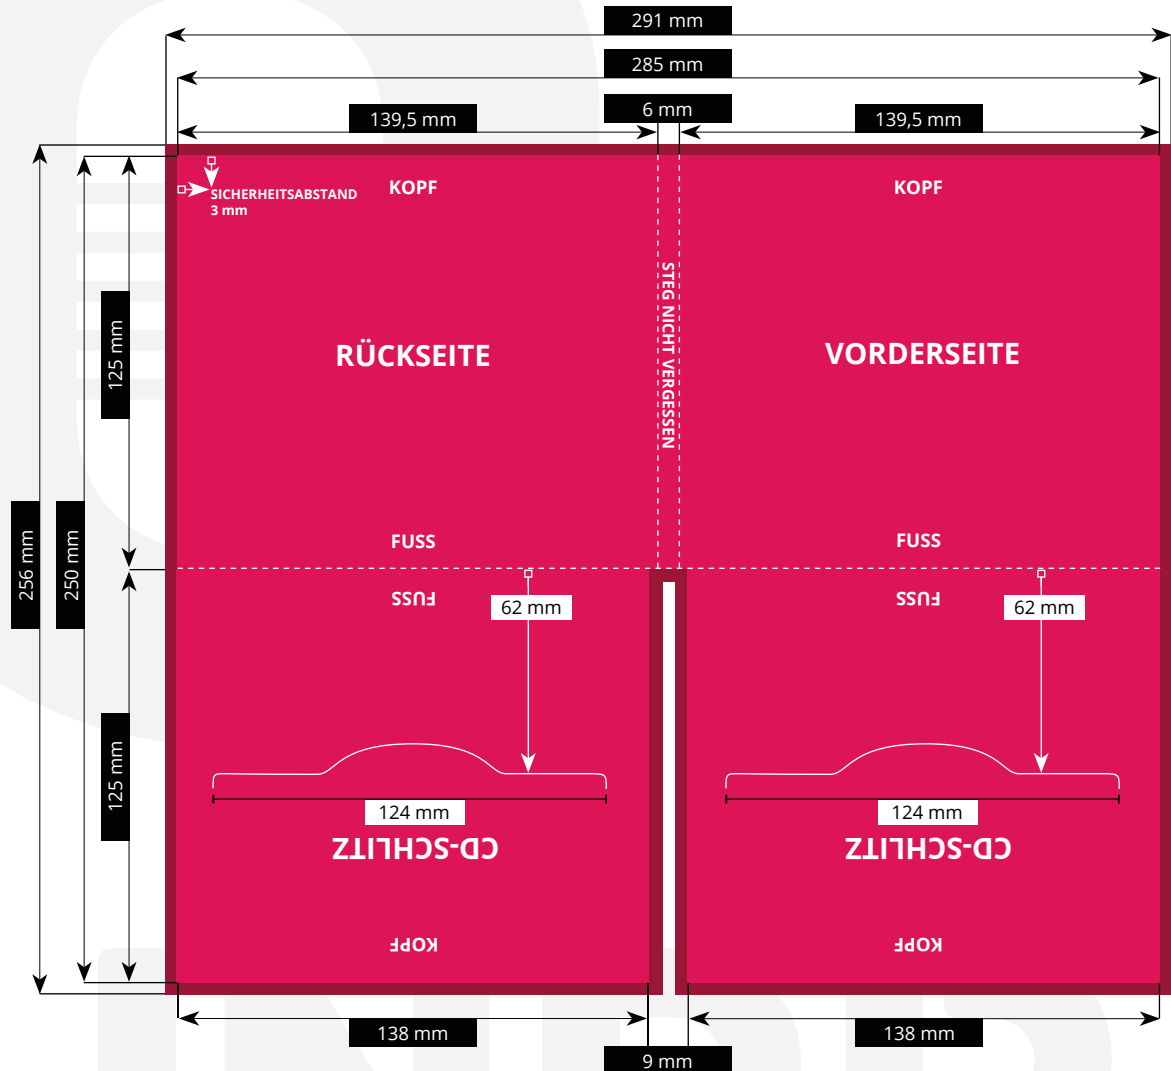 291 mm
285 mm
6 mm
139,5 mm
139,5 mm
SICHERHEITSABSTAND
3 mm
KOPF
KOPF
STEG NICHT VERGESSEN
RÜCKSEITE
VORDERSEITE
125 mm
256 mm
250 mm
FUSS
FUSS
FUSS
FUSS
62 mm
62 mm
125 mm
124 mm
124 mm
CD-SCHLITZ
CD-SCHLITZ
KOPF
KOPF
138 mm
138 mm
9 mm